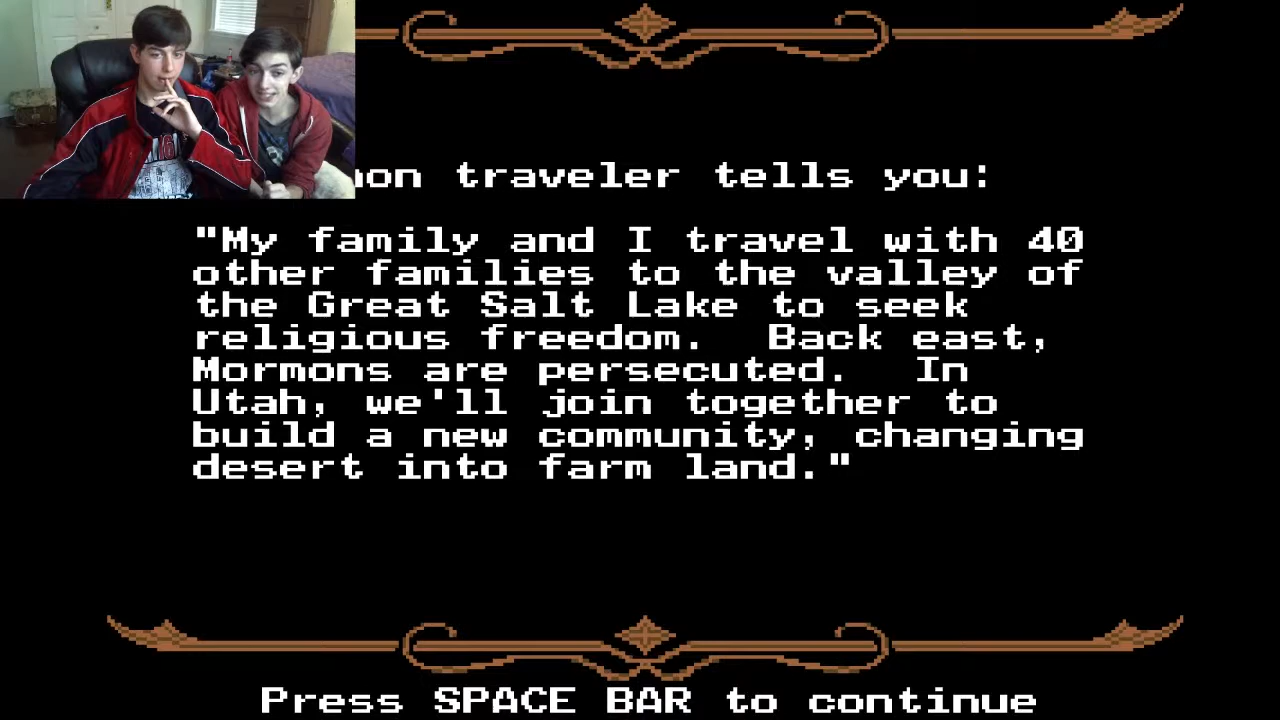 traveler tells you:
"My family and I travel with 40
other families to the valley of
the Great Salt Lake to seek
religious freedom. Back east,
Mormons are persecuted. In
Utah, we'll join together to
build a new community, changing
desert into farm land."
Press SPACE BAR to continue